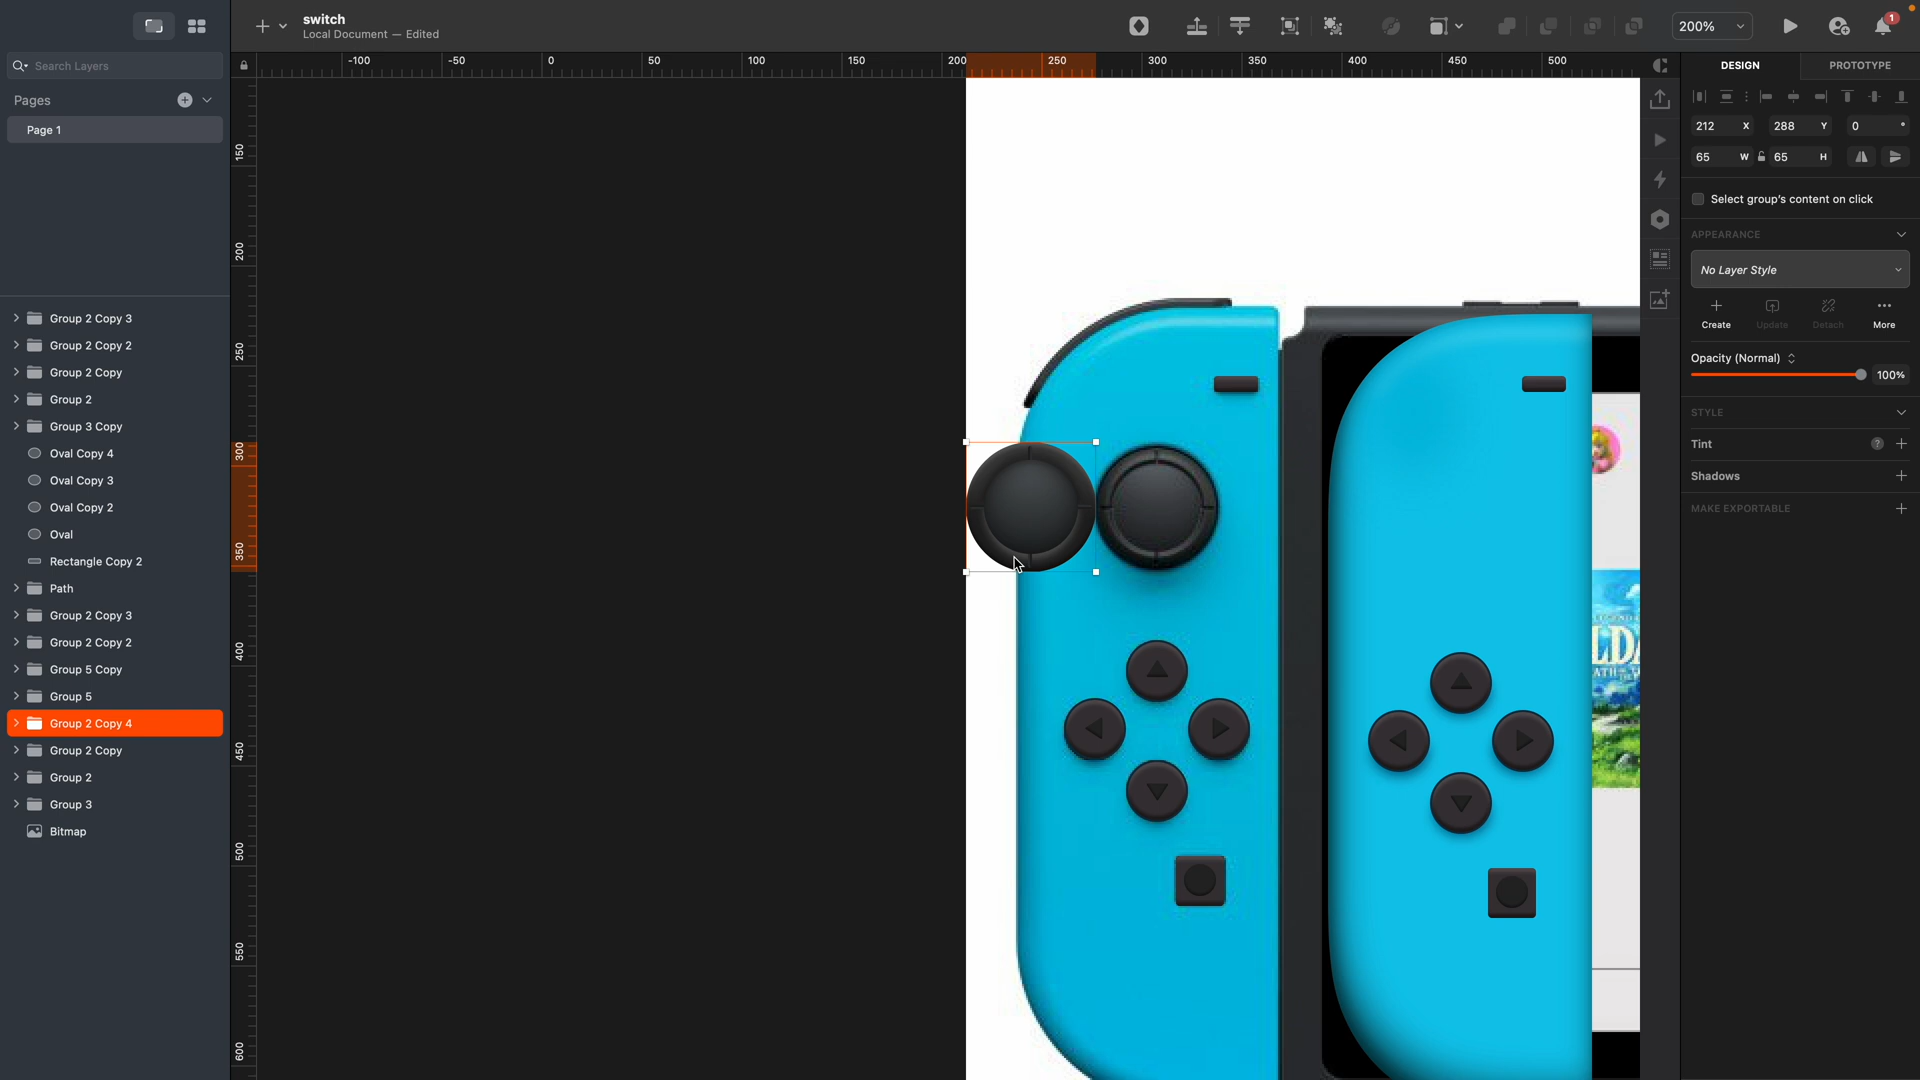 switch
Local Document — Edited
200%
1
Search Layers
Pages
Page 1
Group 2 Copy 3
Group 2 Copy 2
Group 2 Copy
Group 2
Group 3 Copy
Oval Copy 4
Oval Copy 3
Oval Copy 2
Oval
Rectangle Copy 2
Path
Group 2 Copy 3
Group 2 Copy 2
Group 5 Copy
Group 5
Group 2 Copy 4
Group 2 Copy
Group 2
Group 3
Bitmap
-100 -50 0 50 100 150 200 250 300 350 400 450 500
150
200
250
300
350
400
450
500
550
600
DESIGN PROTOTYPE
212 X 288 Y 0 °
65 W 65 H
Select group's content on click
APPEARANCE
No Layer Style
Create Update Detach More
Opacity (Normal)
100%
STYLE
Tint ?
Shadows
MAKE EXPORTABLE